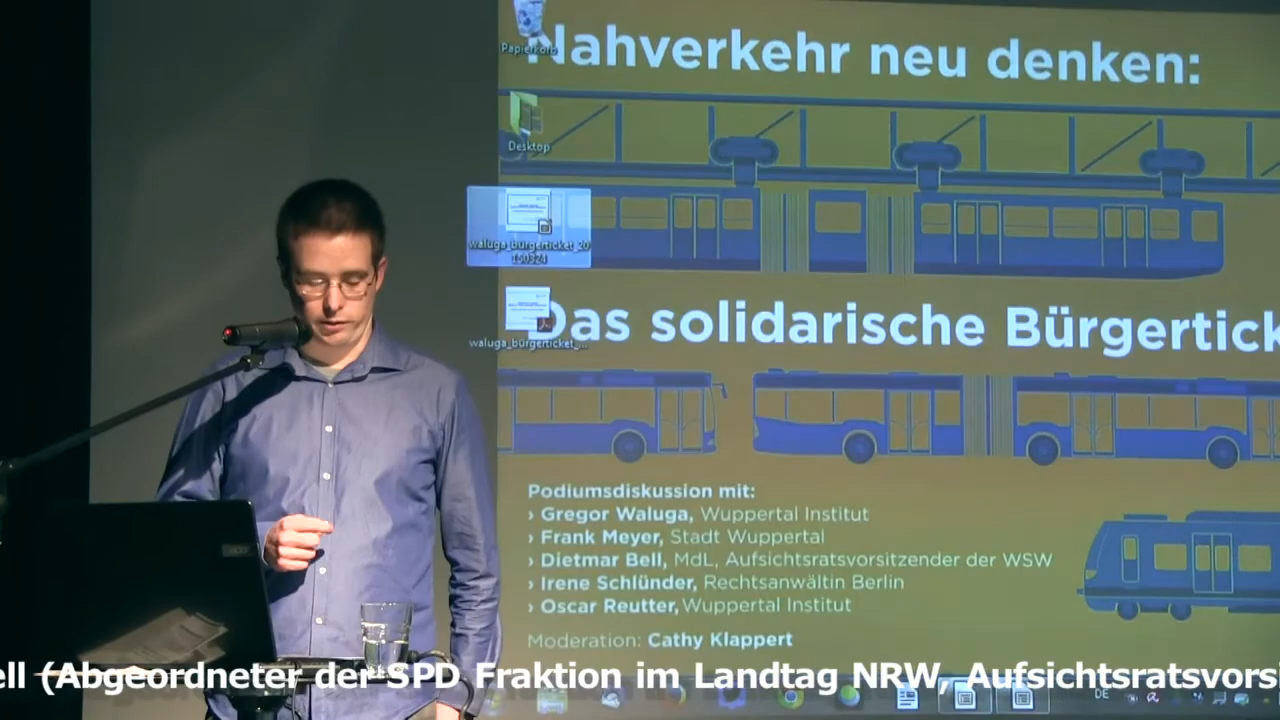 Papierkorb
Nahverkehr neu denken:
Desktop
waluga_bürgerticket_20
150324
Das solidarische Bürgertick
waluga_bürgerticket_...
Podiumsdiskussion mit:
› Gregor Waluga, Wuppertal Institut
› Frank Meyer, Stadt Wuppertal
› Dietmar Bell, MdL, Aufsichtsratsvorsitzender der WSW
› Irene Schlünder, Rechtsanwältin Berlin
› Oscar Reutter, Wuppertal Institut
Moderation: Cathy Klappert
acer
ell (Abgeordneter der SPD Fraktion im Landtag NRW, Aufsichtsratsvorsi
DE